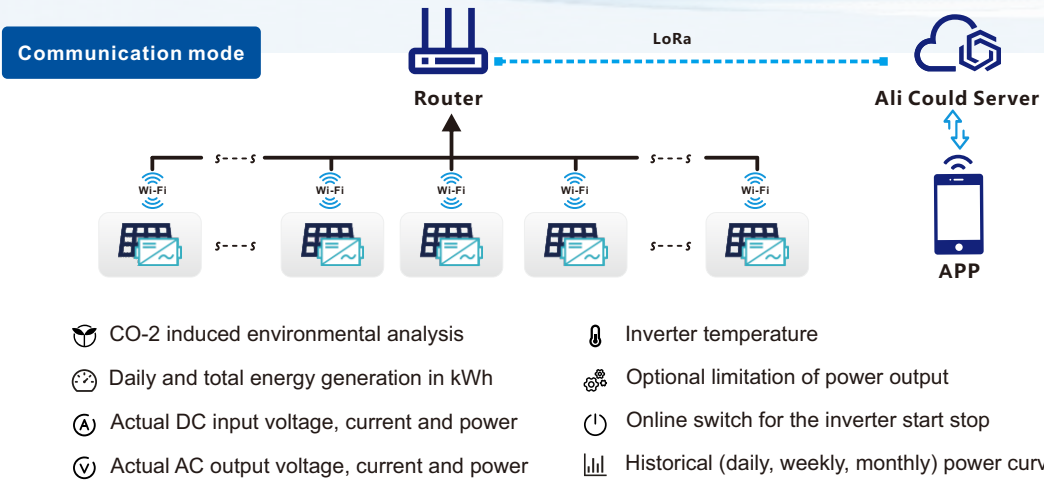 Communication mode
LoRa
Router
Ali Could Server
Wi-Fi
Wi-Fi
Wi-Fi
Wi-Fi
Wi-Fi
APP
CO-2 induced environmental analysis
Inverter temperature
Daily and total energy generation in kWh
Optional limitation of power output
A Actual DC input voltage, current and power
Online switch for the inverter start stop
V Actual AC output voltage, current and power
Historical (daily, weekly, monthly) power curv